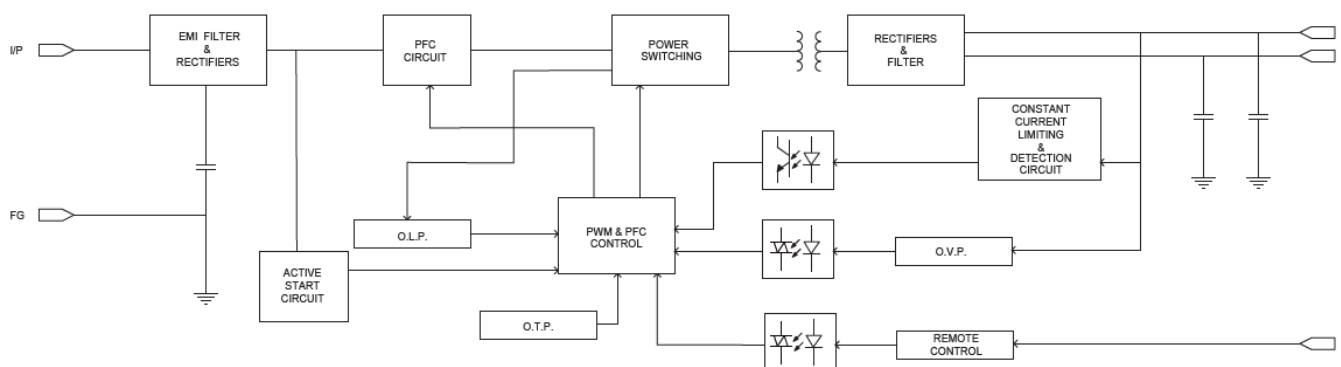 I/P
EMI FILTER
&
RECTIFIERS
PFC
CIRCUIT
POWER
SWITCHING
RECTIFIERS
&
FILTER
CONSTANT
CURRENT
LIMITING
&
DETECTION
CIRCUIT
FG
O.L.P.
PWM & PFC
CONTROL
O.V.P.
ACTIVE
START
CIRCUIT
O.T.P.
REMOTE
CONTROL